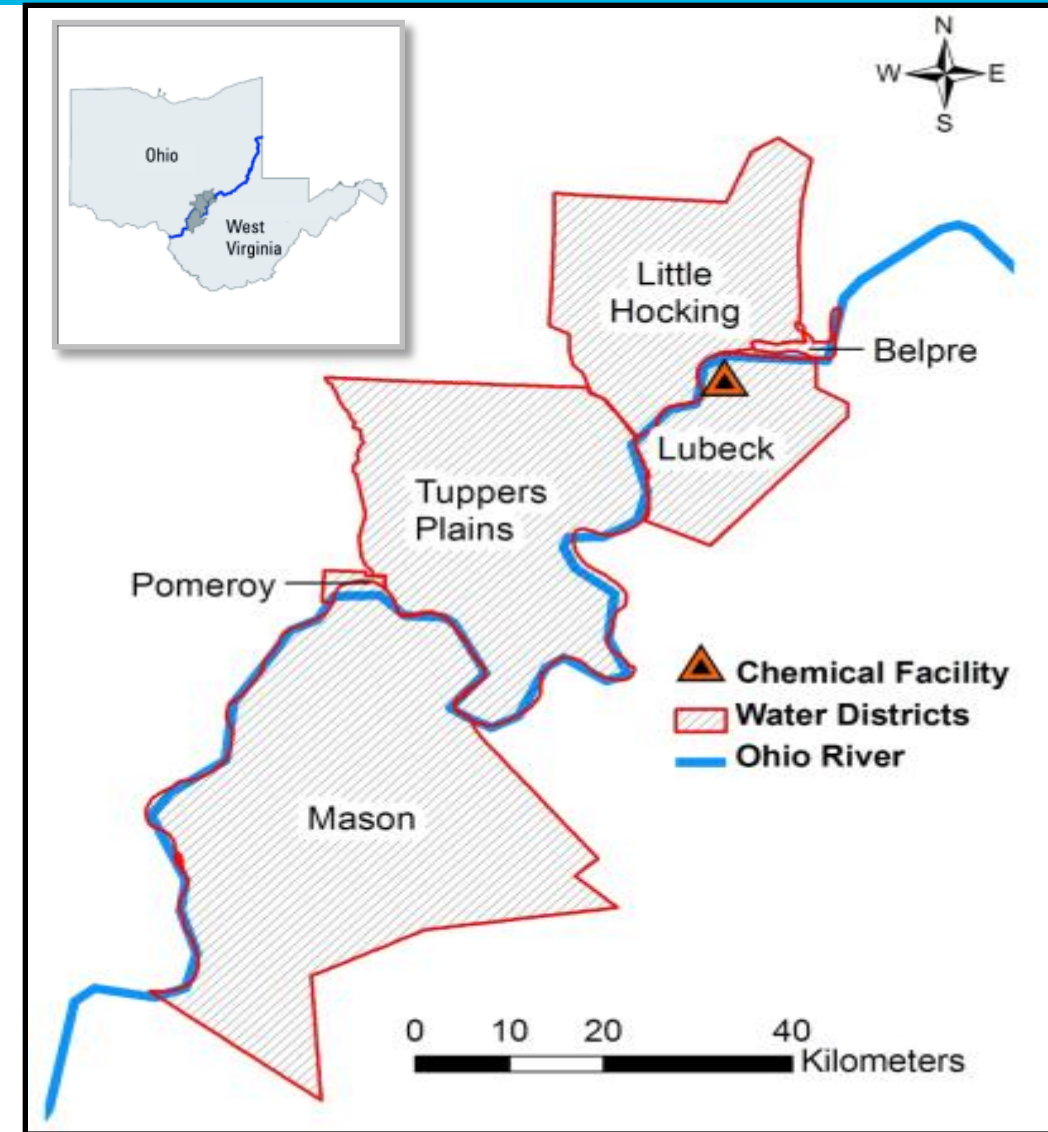 Ohio
West
Virginia
N
W E
S
Little
Hocking
Belpre
Lubeck
Tuppers
Plains
Pomeroy
Chemical Facility
Water Districts
Ohio River
Mason
0 10 20 40
Kilometers